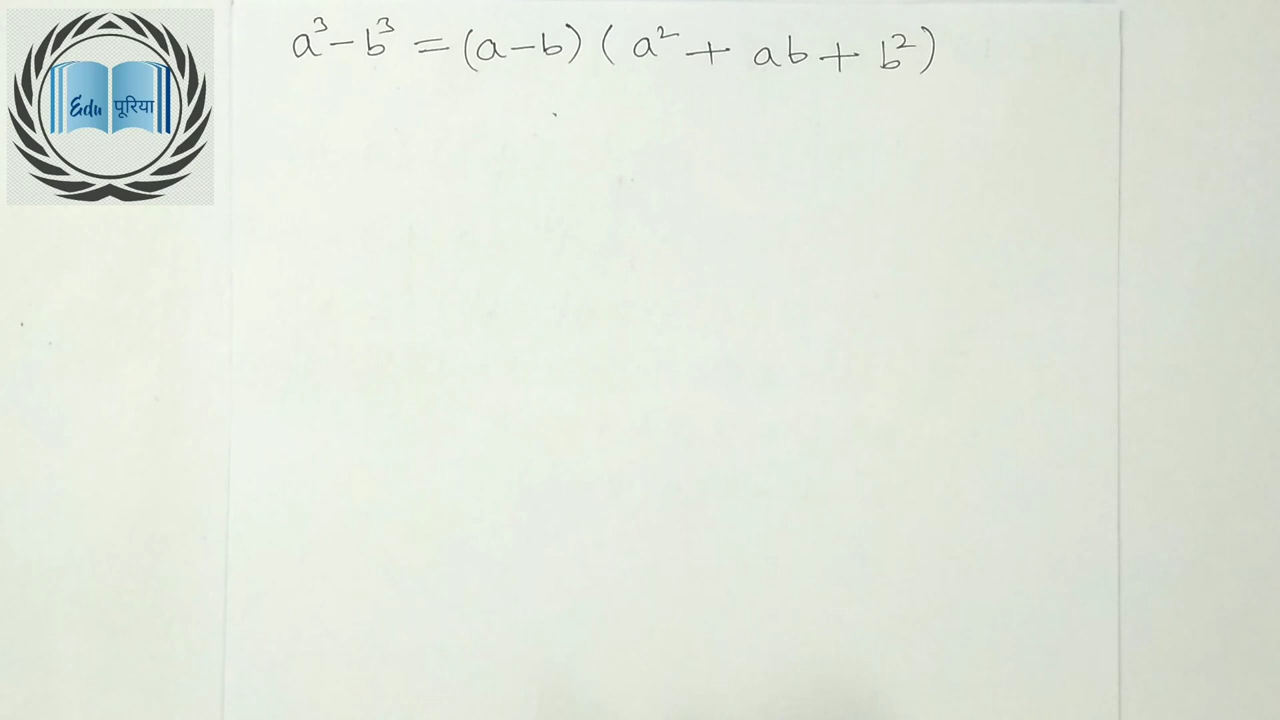 Edu पूरिया
a³-b³ = (a-b) (a² + ab + b²)